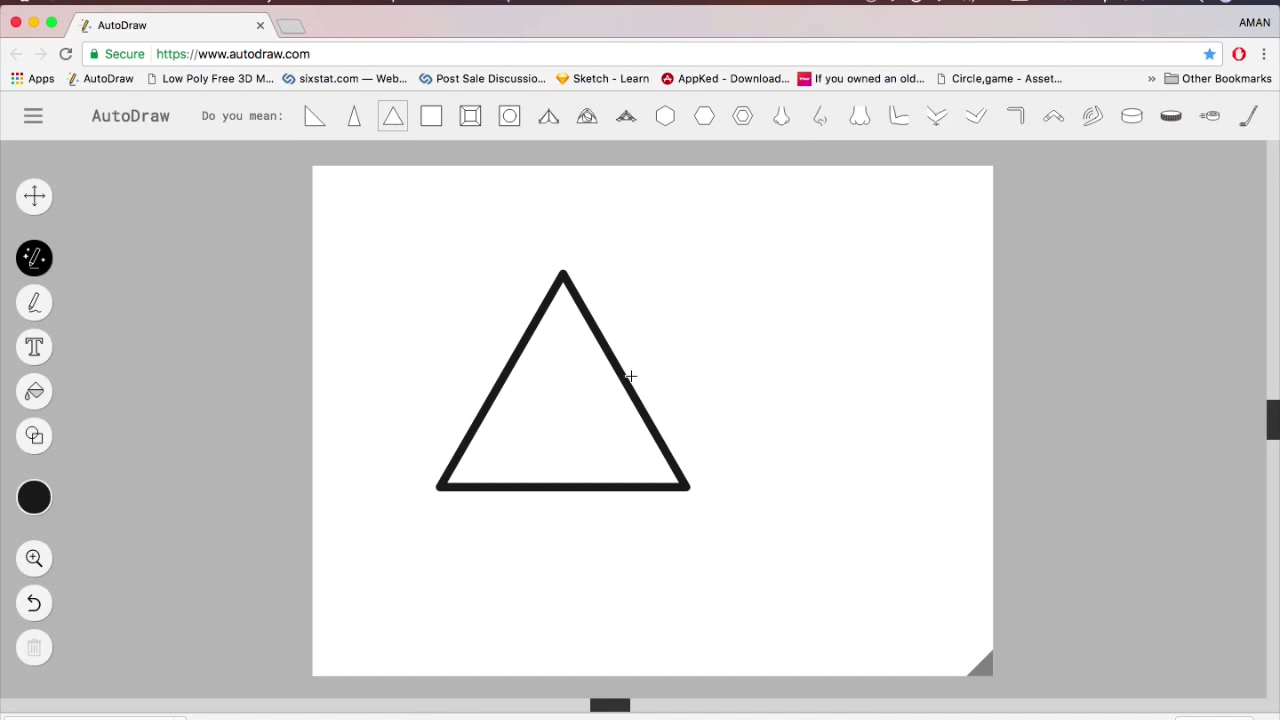 AutoDraw
AMAN
Secure https://www.autodraw.com
Apps AutoDraw Low Poly Free 3D M... sixstat.com — Web... Post Sale Discussio... Sketch - Learn AppKed - Download... If you owned an old... Circle,game - Asset... » Other Bookmarks
AutoDraw Do you mean:
T